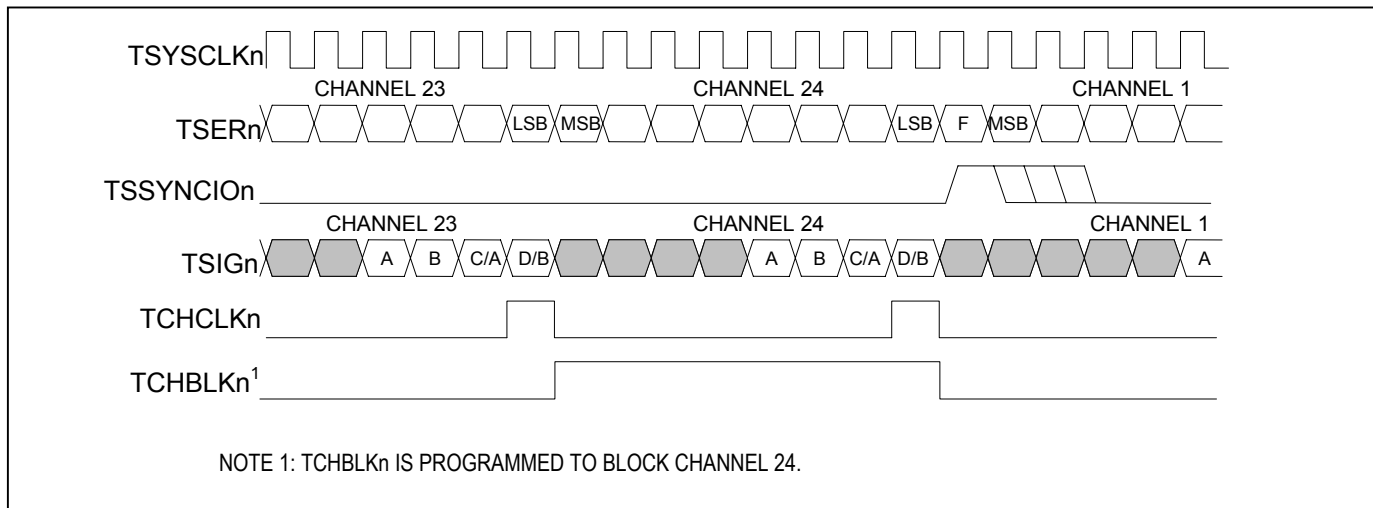 TSYSCLKn
CHANNEL 23 CHANNEL 24 CHANNEL 1
TSERn LSB MSB LSB F MSB
TSSYNCIOn
CHANNEL 23 CHANNEL 24 CHANNEL 1
TSIGn A B C/A D/B A B C/A D/B A
TCHCLKn
TCHBLKn1
NOTE 1: TCHBLKn IS PROGRAMMED TO BLOCK CHANNEL 24.